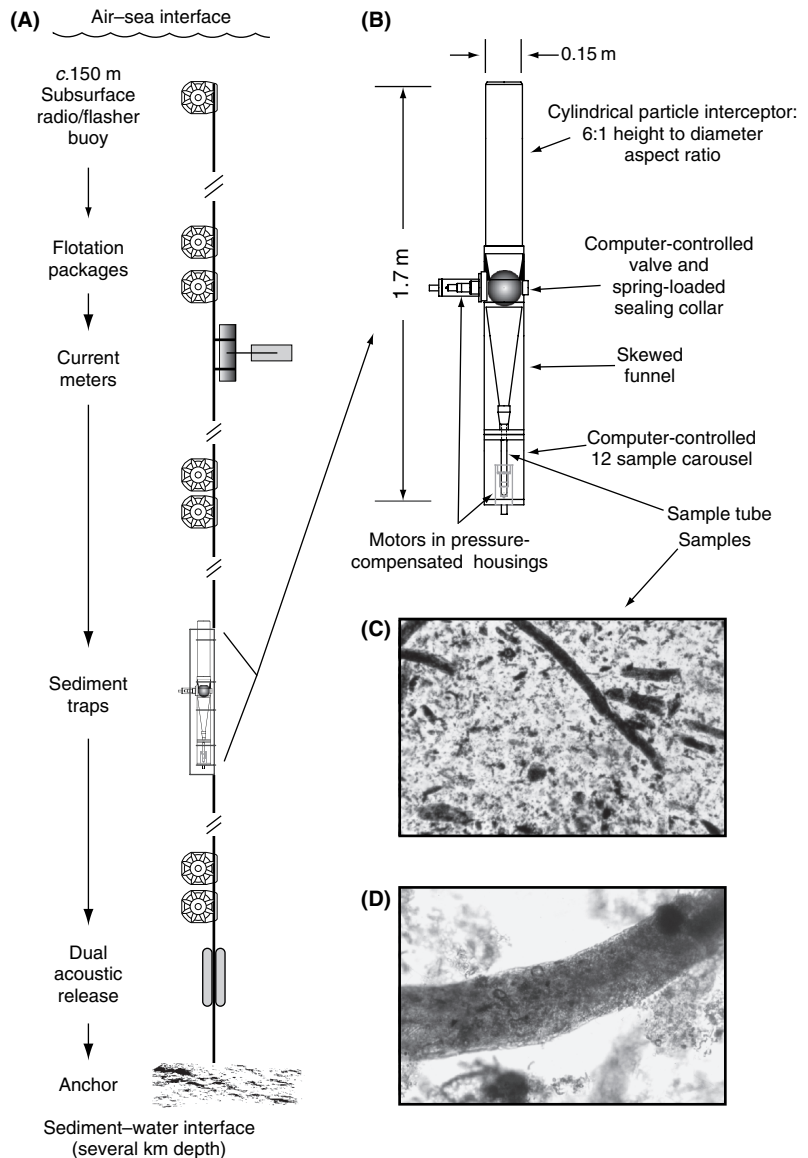 (A)
Air–sea interface
c.150 m
Subsurface
radio/flasher
buoy
Flotation
packages
Current
meters
Sediment
traps
Dual
acoustic
release
Anchor
Sediment–water interface
(several km depth)
(B)
0.15 m
Cylindrical particle interceptor:
6:1 height to diameter
aspect ratio
1.7 m
Computer-controlled
valve and
spring-loaded
sealing collar
Skewed
funnel
Computer-controlled
12 sample carousel
Sample tube
Motors in pressure-
compensated housings
Samples
(C)
(D)